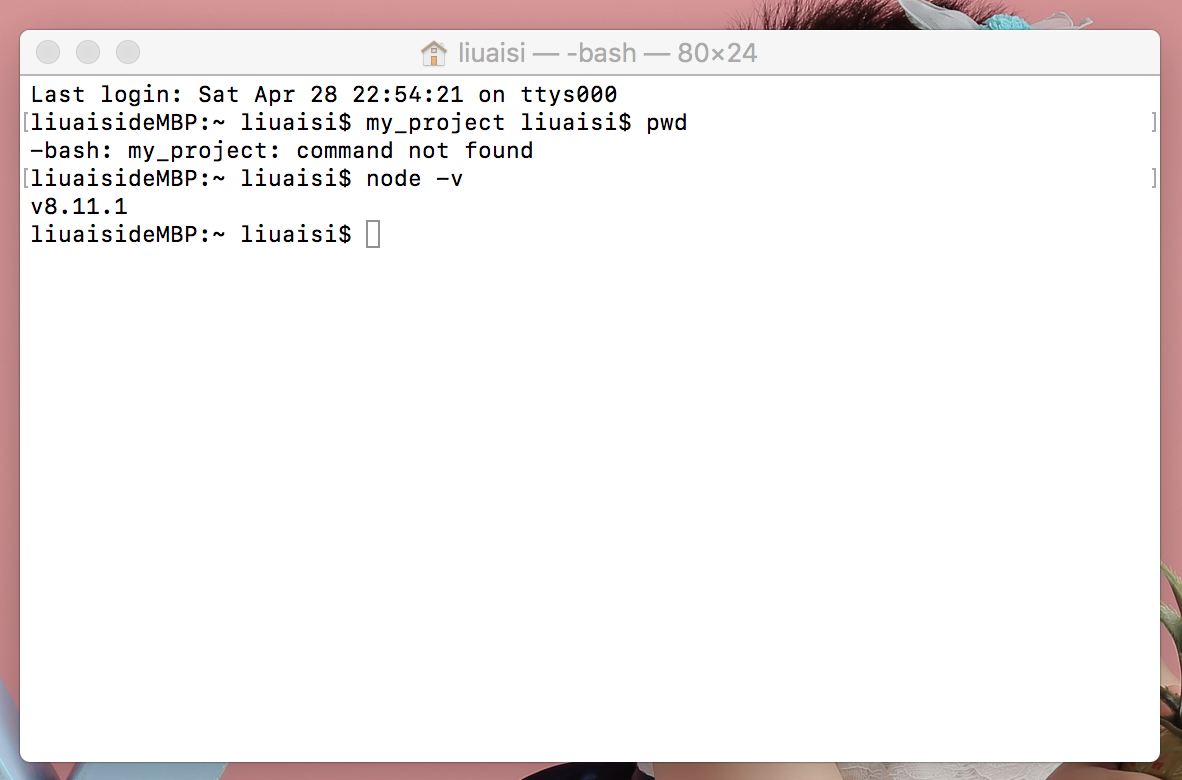 liuaisi — -bash — 80×24
Last login: Sat Apr 28 22:54:21 on ttys000
[liuaisideMBP:~ liuaisi$ my_project liuaisi$ pwd ]
-bash: my_project: command not found
[liuaisideMBP:~ liuaisi$ node -v ]
v8.11.1
liuaisideMBP:~ liuaisi$